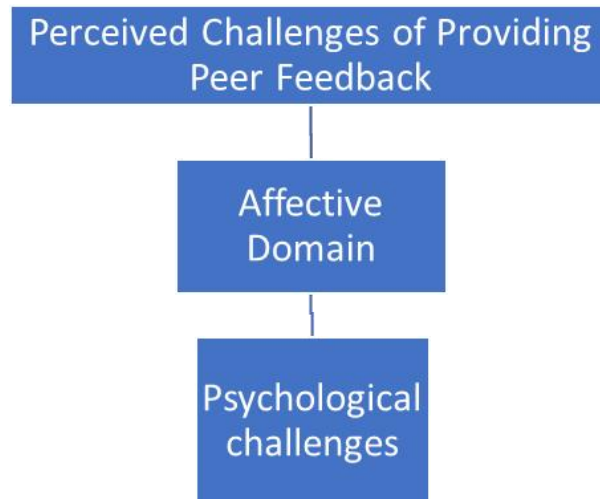 Perceived Challenges of Providing
Peer Feedback
Affective
Domain
Psychological
challenges